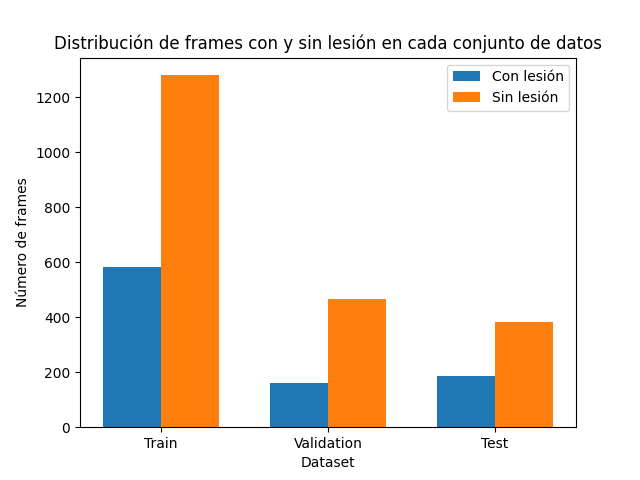 Distribución de frames con y sin lesión en cada conjunto de datos
Con lesión
Sin lesión
1200
1000
800
600
400
200
0
Número de frames
Train
Validation
Test
Dataset